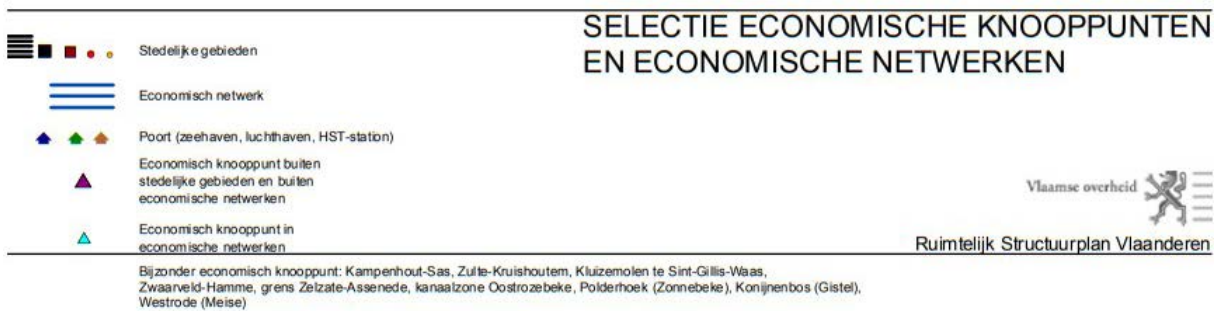 SELECTIE ECONOMISCHE KNOOPPUNTEN
EN ECONOMISCHE NETWERKEN
Stedelijke gebieden
Economisch netwerk
Poort (zeehaven, luchthaven, HST-station)
Economisch knooppunt buiten
stedelijke gebieden en buiten
economische netwerken
Economisch knooppunt in
economische netwerken
Vlaamse overheid
Ruimtelijk Structuurplan Vlaanderen
Bijzonder economisch knooppunt: Kampenhout-Sas, Zulte-Kruishoutem, Kluizemolen te Sint-Gillis-Waas,
Zwaarveld-Hamme, grens Zelzate-Assenede, kanaalzone Oostrozebeke, Polderhoek (Zonnebeke), Konijnenbos (Gistel),
Westrode (Meise)